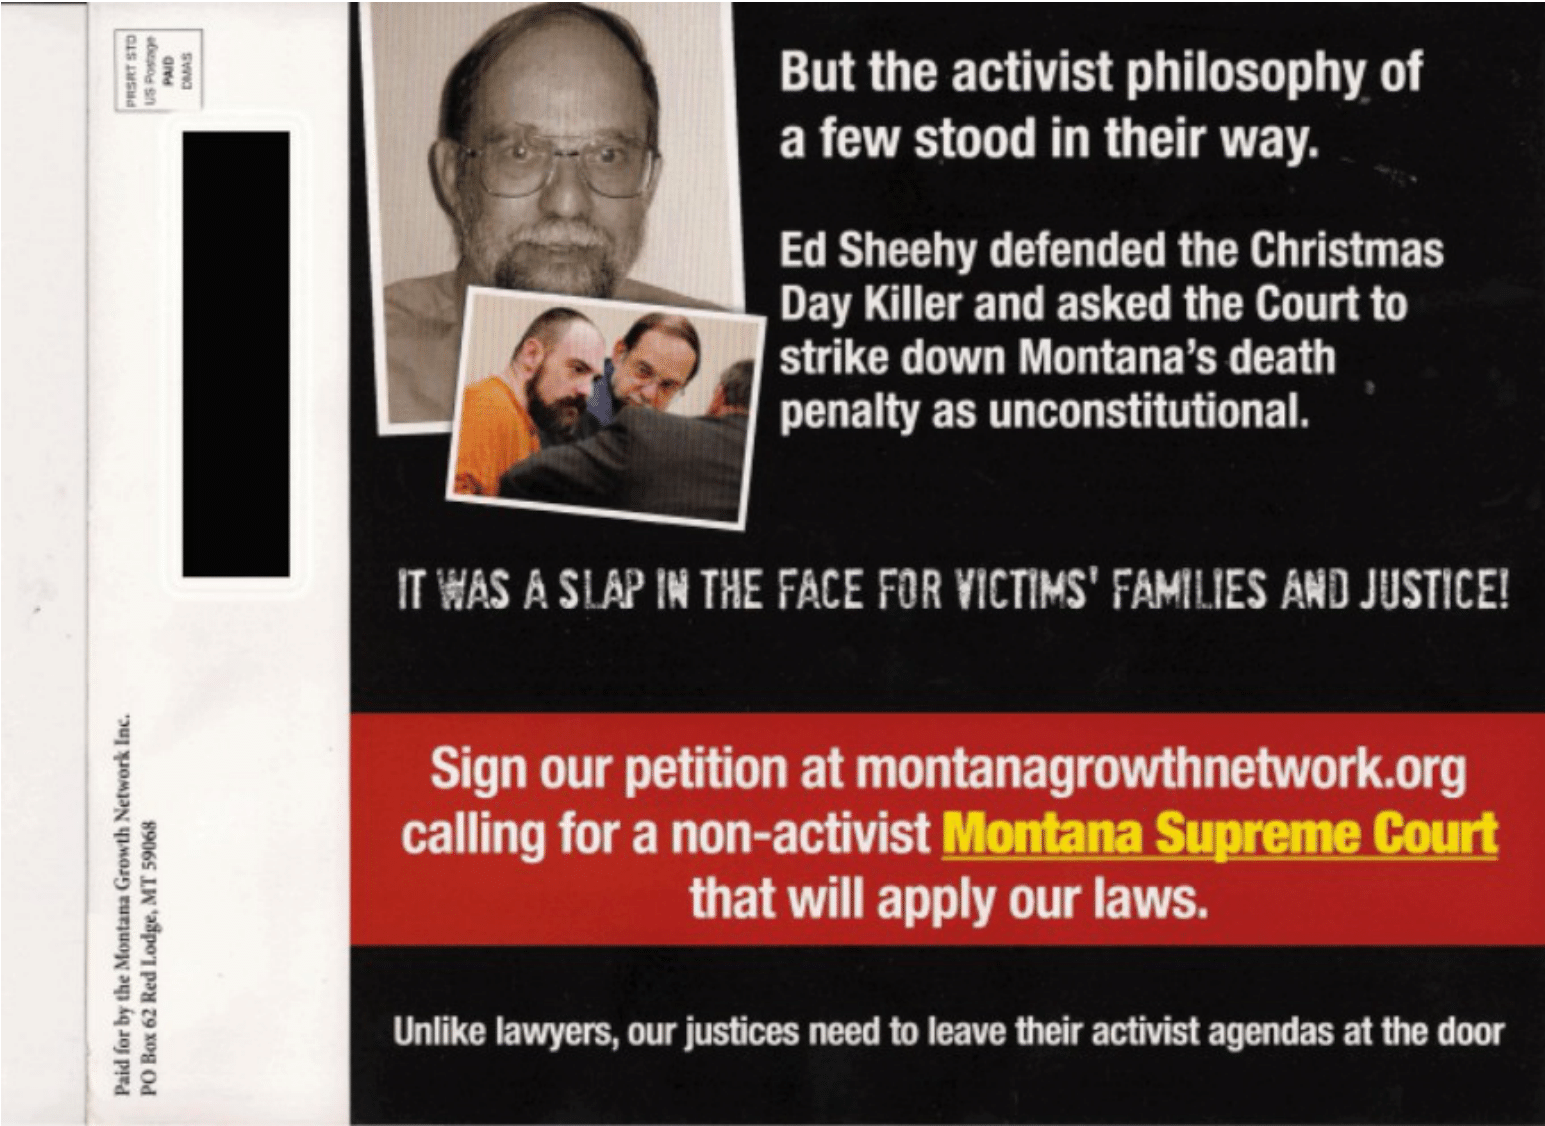 PRSRT STD
US Postage
PAID
DMAS
Paid for by the Montana Growth Network Inc.
PO Box 62 Red Lodge, MT 59068
But the activist philosophy of
a few stood in their way.
Ed Sheehy defended the Christmas
Day Killer and asked the Court to
strike down Montana's death
penalty as unconstitutional.
IT WAS A SLAP IN THE FACE FOR VICTIMS' FAMILIES AND JUSTICE!
Sign our petition at montanagrowthnetwork.org
calling for a non-activist Montana Supreme Court
that will apply our laws.
Unlike lawyers, our justices need to leave their activist agendas at the door